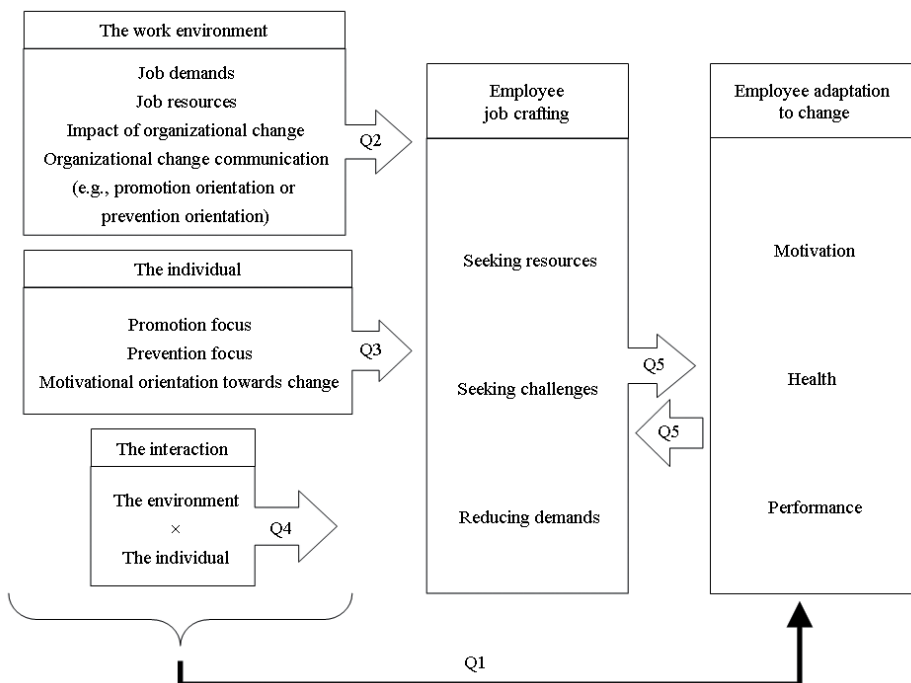 The work environment
Job demands
Job resources
Impact of organizational change
Organizational change communication
(e.g., promotion orientation or
prevention orientation)
Q2
The individual
Promotion focus
Prevention focus
Motivational orientation towards change
Q3
The interaction
The environment
×
The individual
Q4
Employee
job crafting
Seeking resources
Seeking challenges
Reducing demands
Q5
Q5
Employee adaptation
to change
Motivation
Health
Performance
Q1